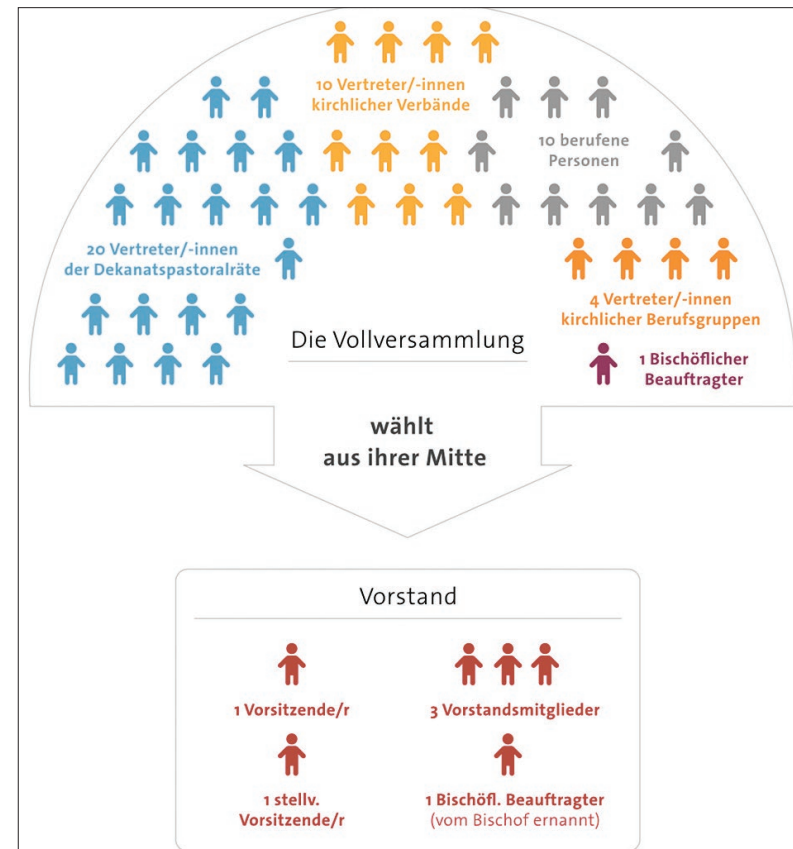 10 Vertreter/-innen
kirchlicher Verbände
10 berufene
Personen
20 Vertreter/-innen
der Dekanatspastoralräte
4 Vertreter/-innen
kirchlicher Berufsgruppen
Die Vollversammlung
1 Bischöflicher
Beauftragter
wählt
aus ihrer Mitte
Vorstand
1 Vorsitzende/r
3 Vorstandsmitglieder
1 stellv.
Vorsitzende/r
1 Bischöfl. Beauftragter
(vom Bischof ernannt)